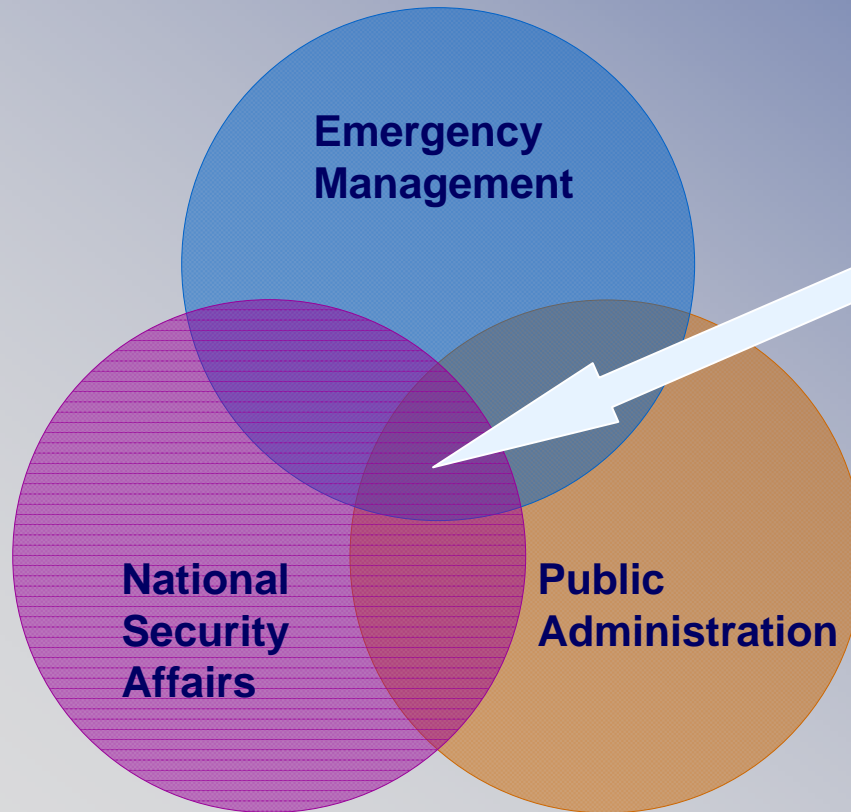 Emergency
Management
National
Security
Affairs
Public
Administration